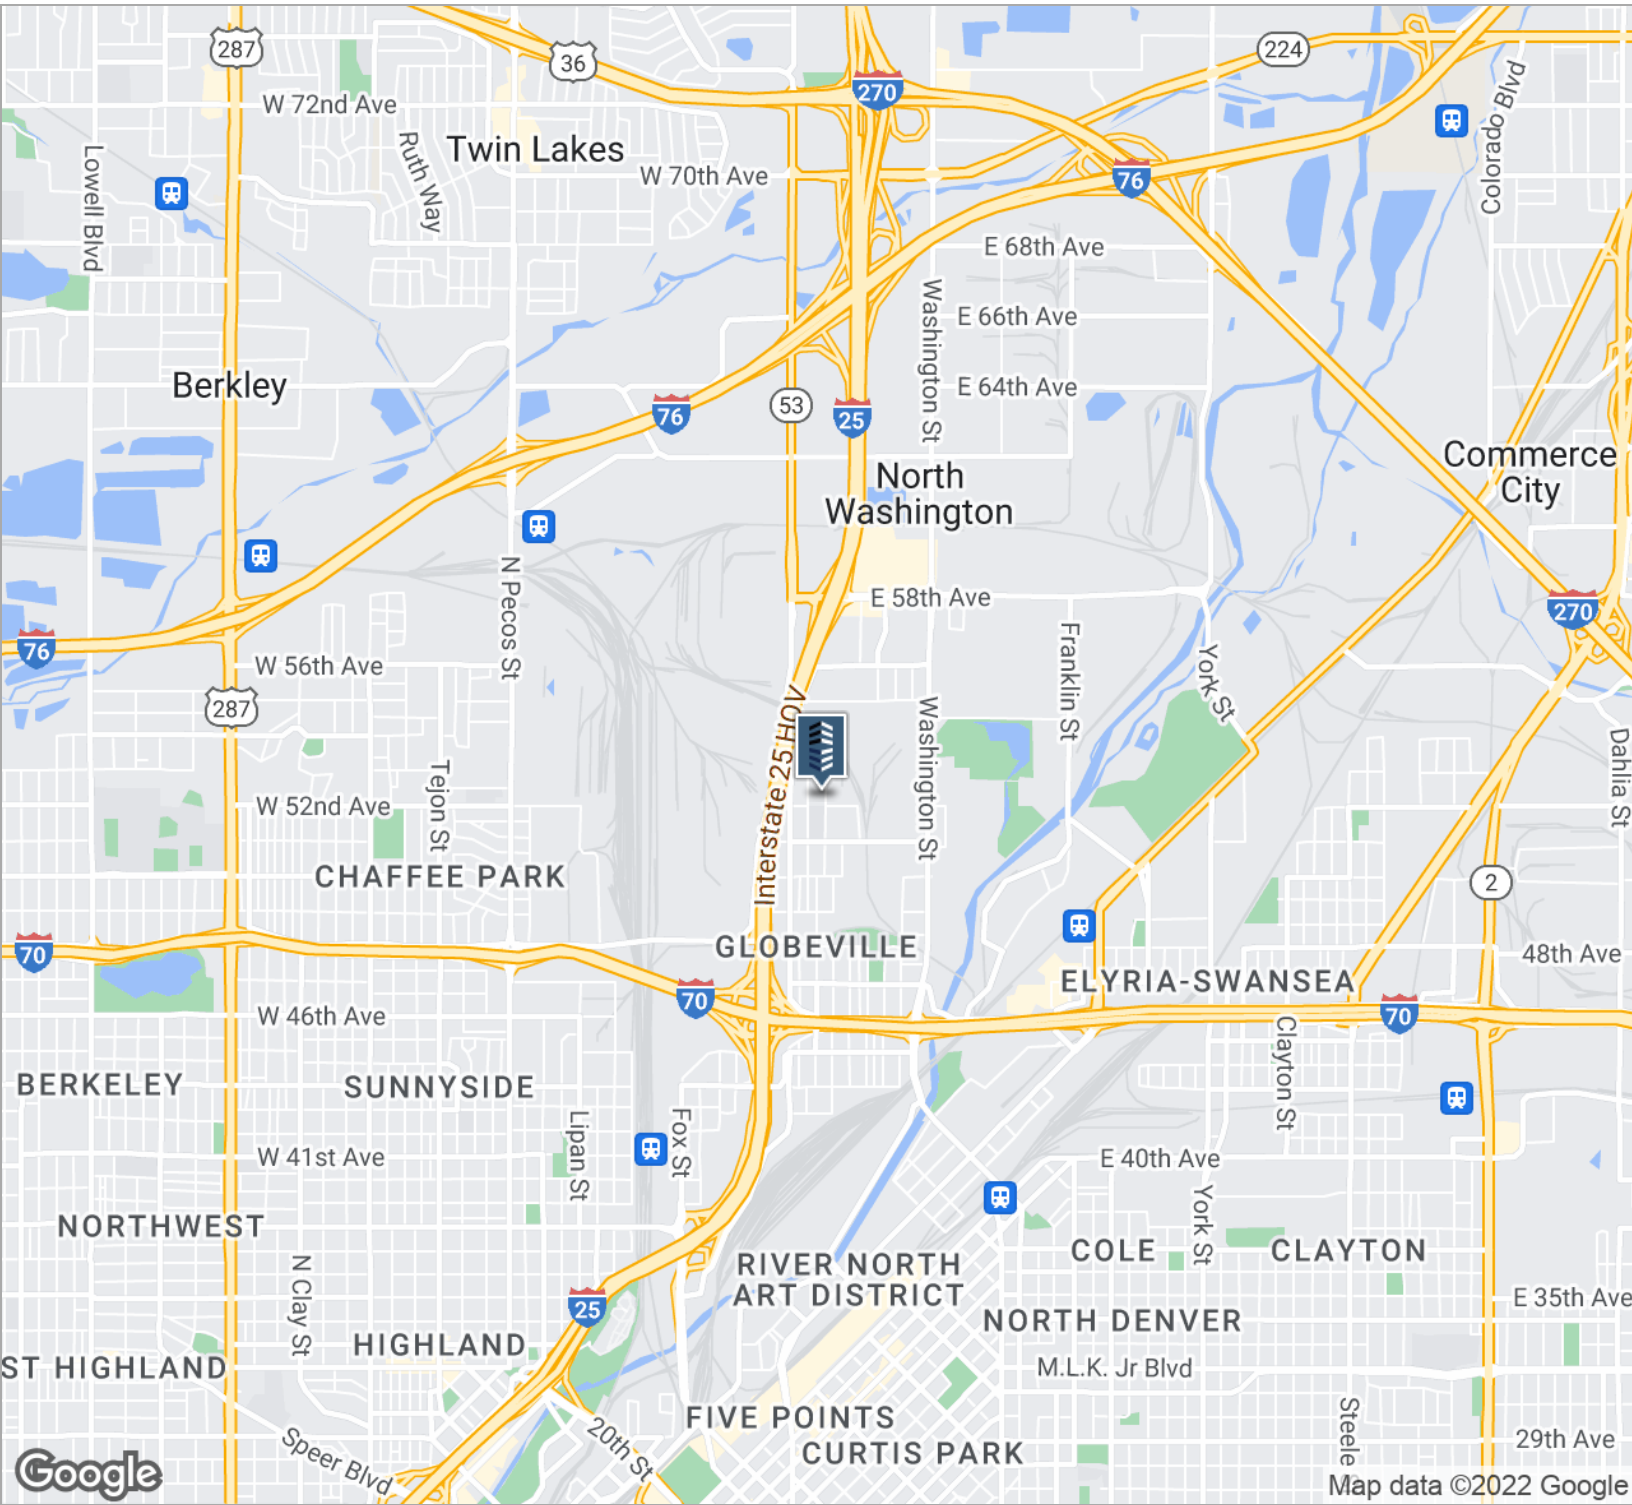 287
36
224
270
W 72nd Ave
Colorado Blvd
Lowell Blvd
Ruth Way
Twin Lakes
W 70th Ave
76
E 68th Ave
Washington St
E 66th Ave
Berkley
E 64th Ave
76
53
25
Commerce
City
North
Washington
N Pecos St
E 58th Ave
270
76
W 56th Ave
Franklin St
York St
287
Interstate 25 HOV
Washington St
Dahlia St
Tejon St
W 52nd Ave
CHAFFEE PARK
2
70
GLOBEVILLE
48th Ave
70
ELYRIA-SWANSEA
W 46th Ave
70
Clayton St
BERKELEY
SUNNYSIDE
Lipan St
Fox St
W 41st Ave
E 40th Ave
York St
NORTHWEST
N Clay St
RIVER NORTH
ART DISTRICT
COLE
CLAYTON
25
E 35th Ave
NORTH DENVER
HIGHLAND
ST HIGHLAND
M.L.K. Jr Blvd
Steele S
FIVE POINTS
Speer Blvd
20th St
CURTIS PARK
29th Ave
Google
Map data ©2022 Google